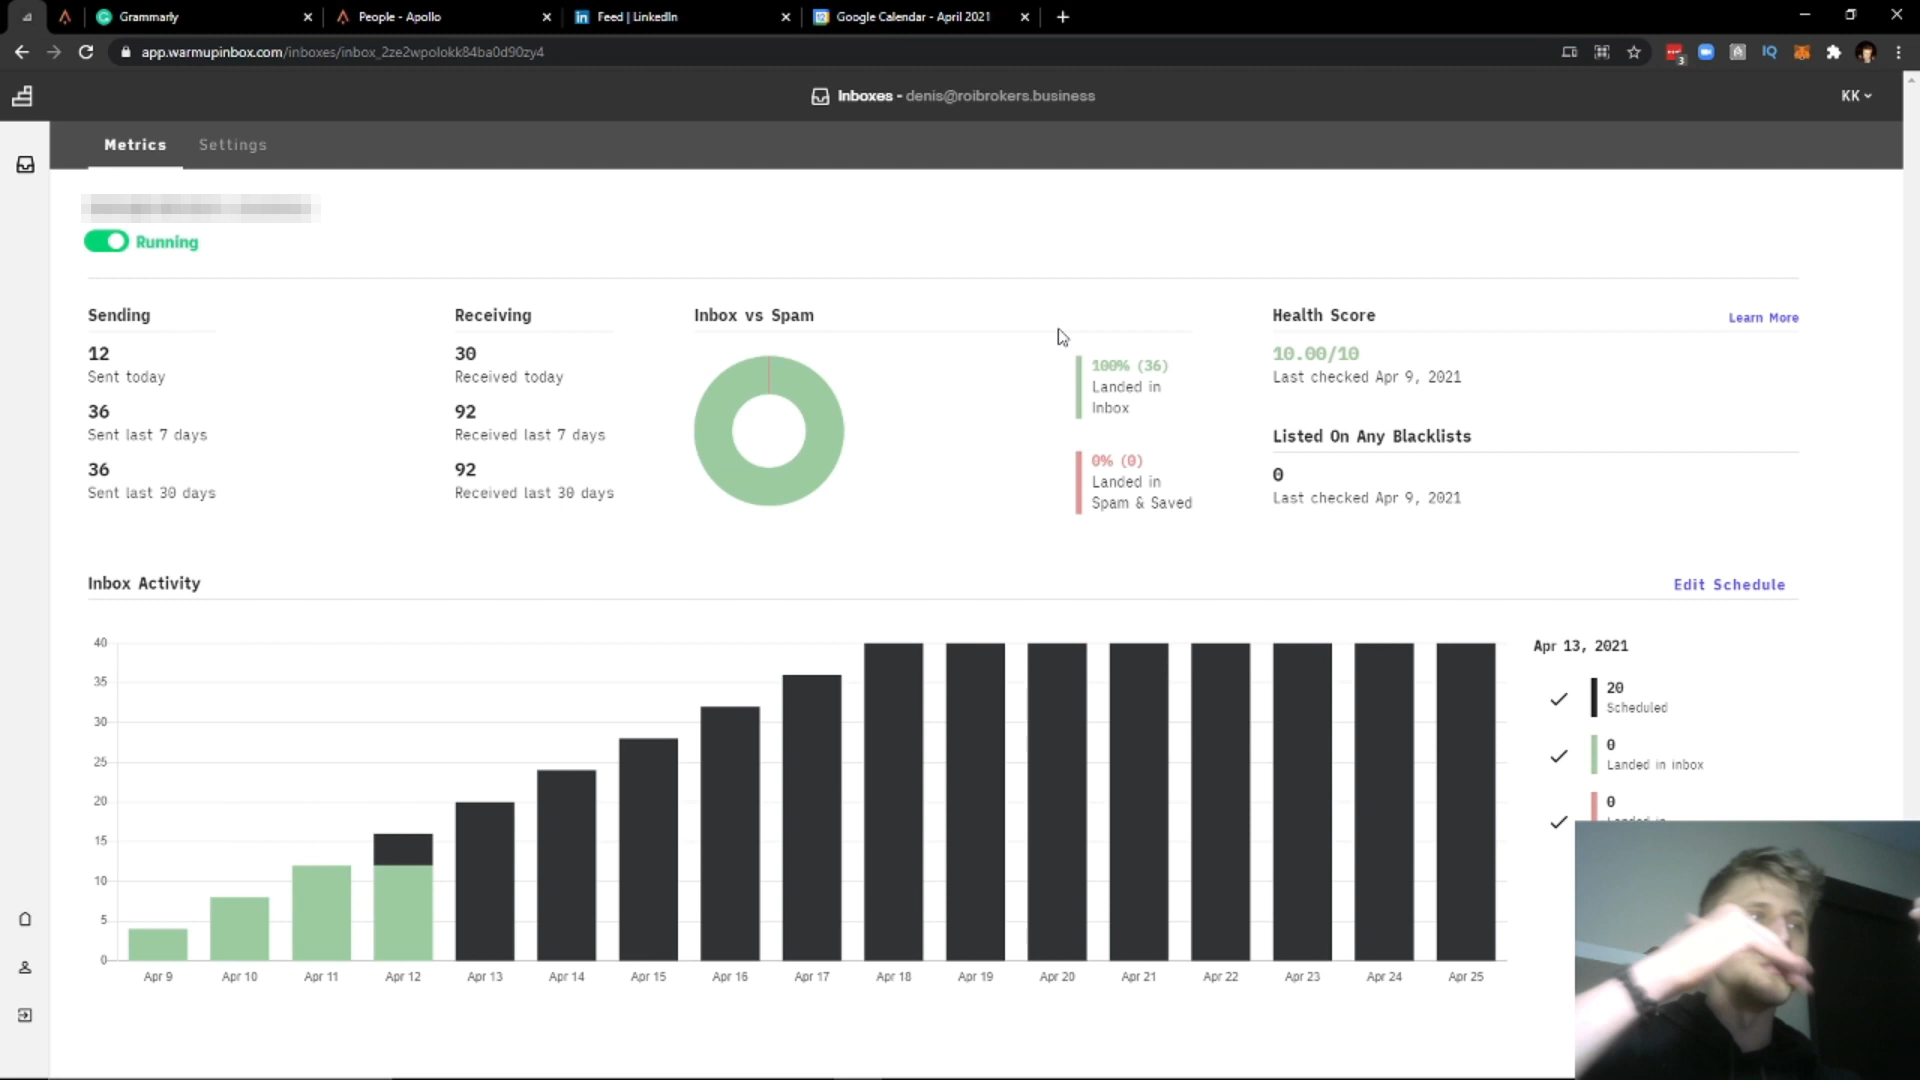 Grammarly
People - Apollo
Feed | LinkedIn
Google Calendar - April 2021
app.warmupinbox.com/inboxes/inbox_2ze2wpolokk84ba0d90zy4
3
IQ
Inboxes - denis@roibrokers.business
KK
Metrics
Settings
Running
Sending
12
Sent today
36
Sent last 7 days
36
Sent last 30 days
Receiving
30
Received today
92
Received last 7 days
92
Received last 30 days
Inbox vs Spam
100% (36)
Landed in
Inbox
0% (0)
Landed in
Spam & Saved
Health Score
Learn More
10.00/10
Last checked Apr 9, 2021
Listed On Any Blacklists
0
Last checked Apr 9, 2021
Inbox Activity
Edit Schedule
40
35
30
25
20
15
10
5
0
Apr 9
Apr 10
Apr 11
Apr 12
Apr 13
Apr 14
Apr 15
Apr 16
Apr 17
Apr 18
Apr 19
Apr 20
Apr 21
Apr 22
Apr 23
Apr 24
Apr 25
Apr 13, 2021
20
Scheduled
0
Landed in inbox
0
Landed in